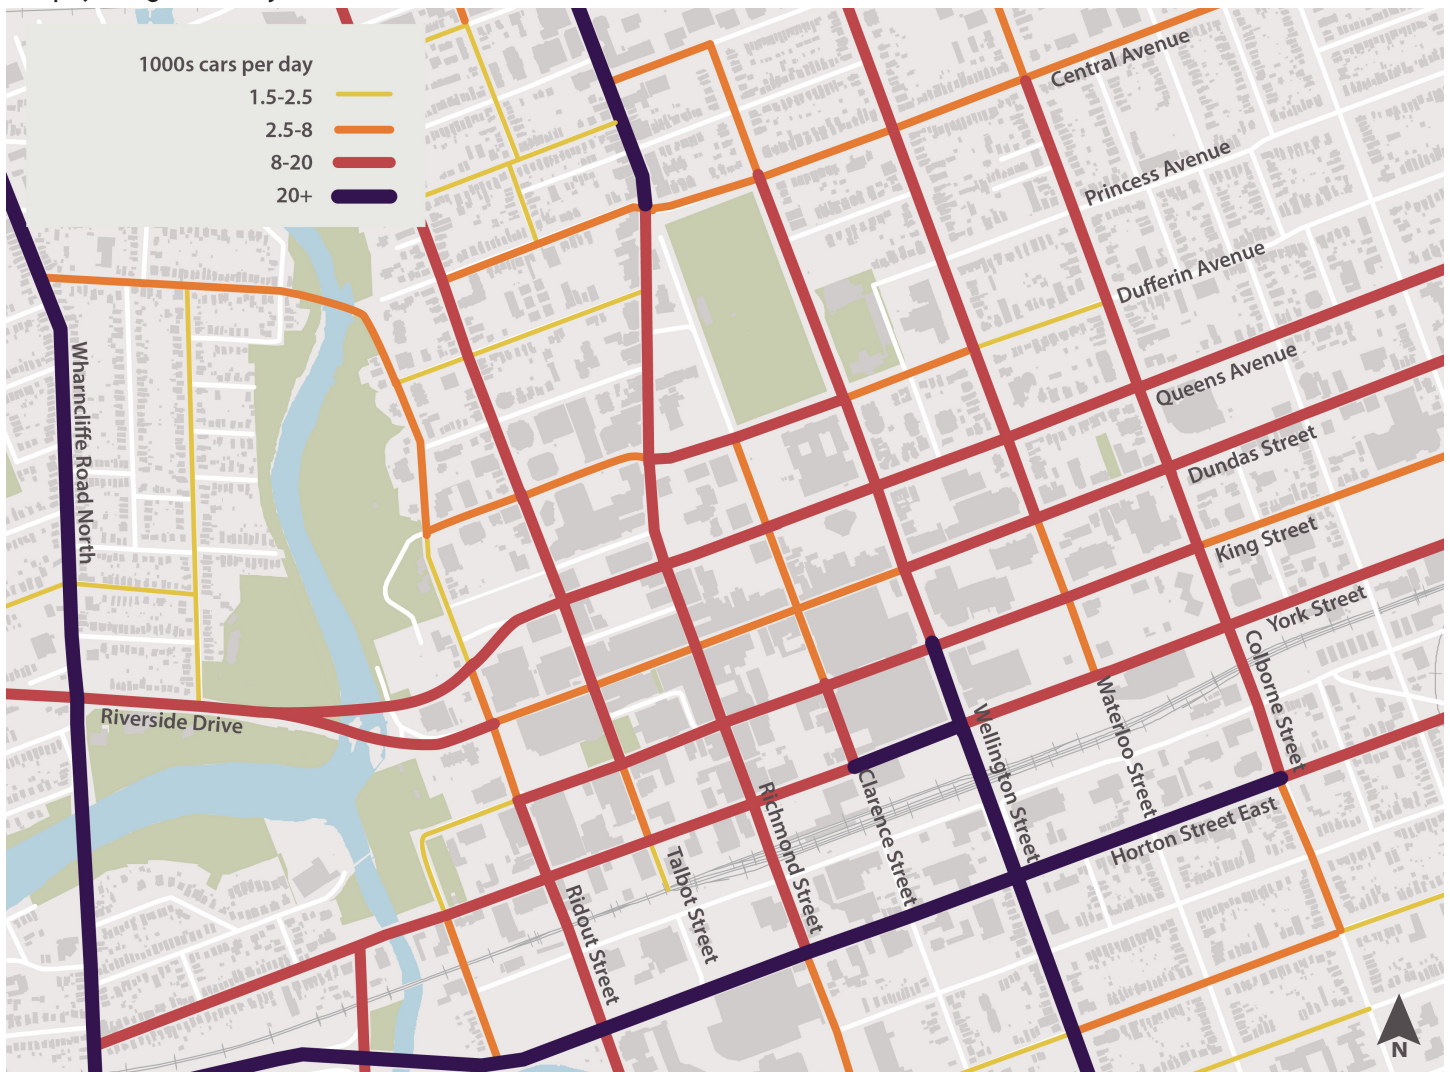 1000s cars per day
1.5-2.5
2.5-8
8-20
20+
Central Avenue
Princess Avenue
Dufferin Avenue
Queens Avenue
Dundas Street
King Street
York Street
Wharncliffe Road North
Riverside Drive
Colborne Street
Waterloo Street
Wellington Street
Clarence Street
Richmond Street
Talbot Street
Ridout Street
Horton Street East
N